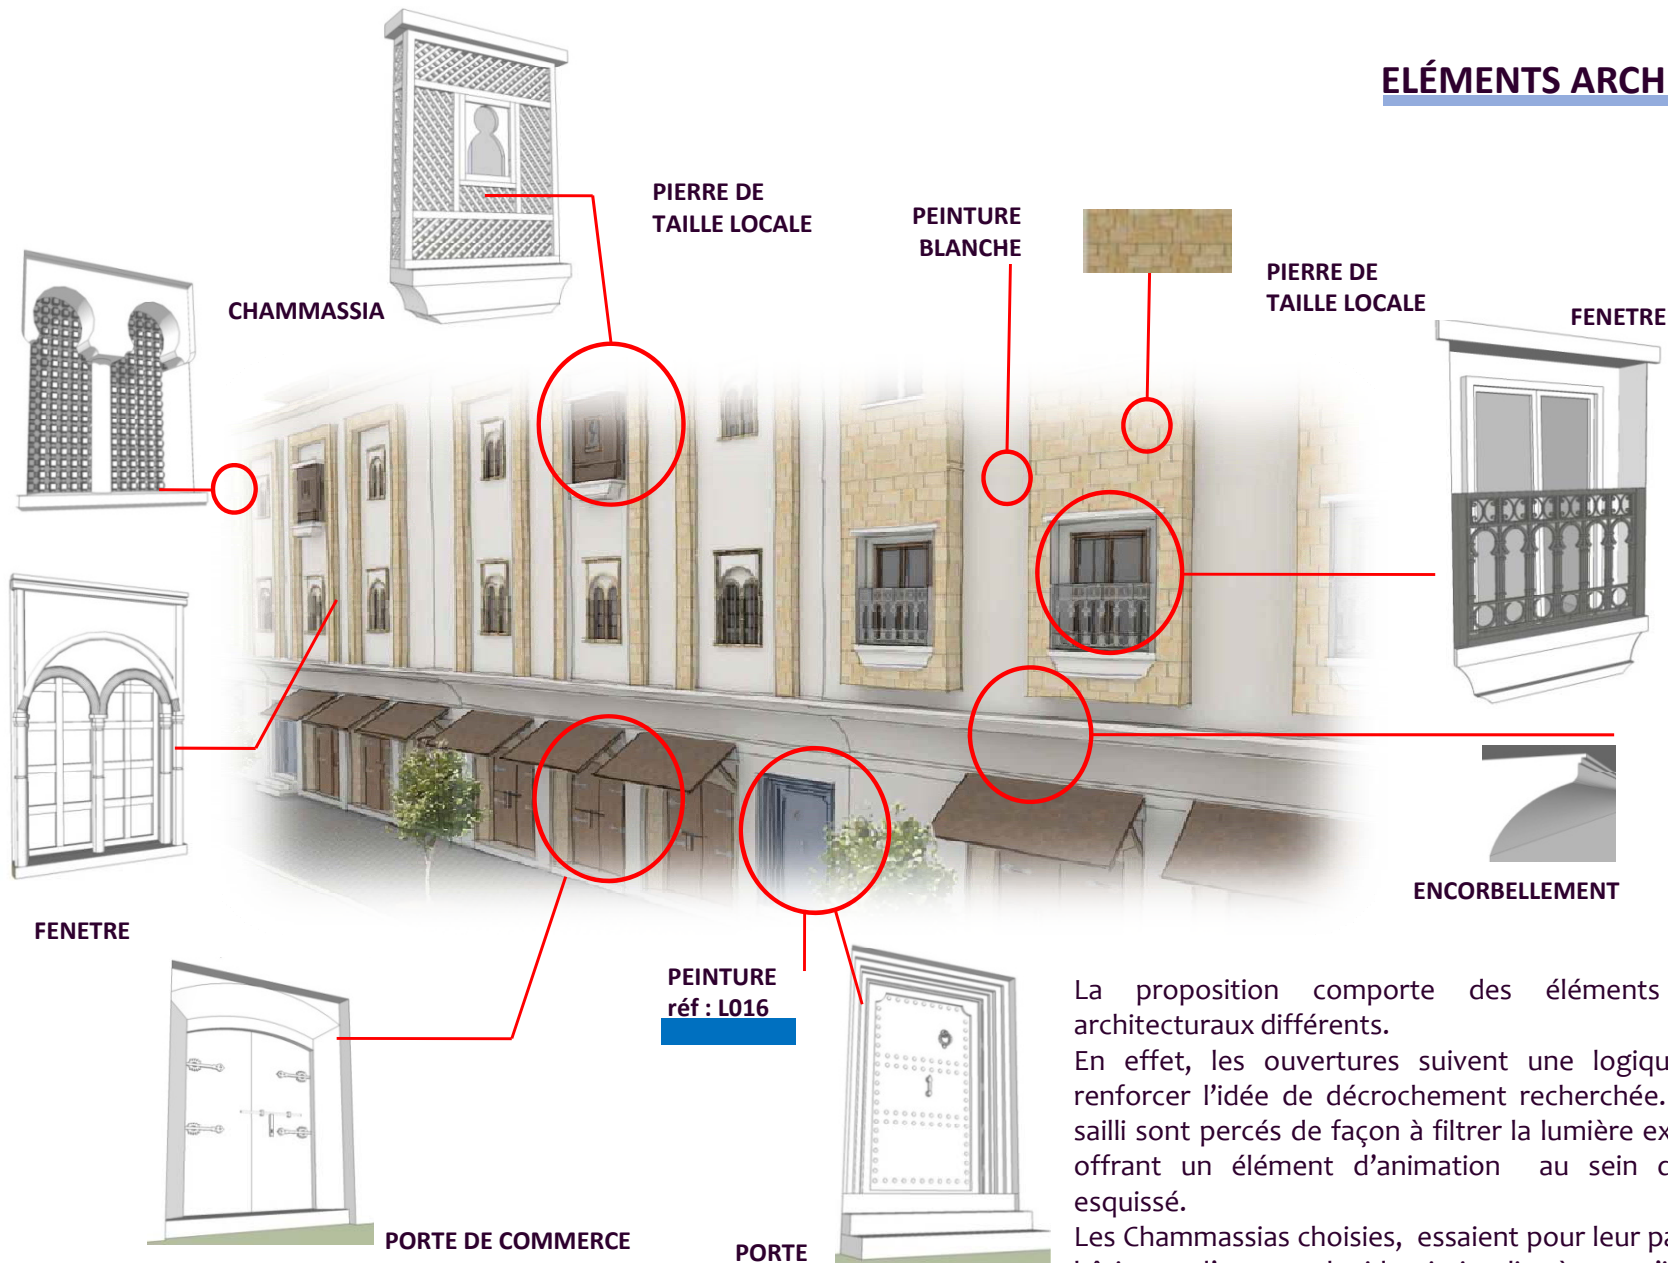 ELÉMENTS ARCH
PIERRE DE
TAILLE LOCALE
PEINTURE
BLANCHE
PIERRE DE
TAILLE LOCALE
FENETRE
CHAMMASSIA
ENCORBELLEMENT
FENETRE
PEINTURE
réf : L016
PORTE DE COMMERCE
PORTE
La proposition comporte des éléments
architecturaux différents.
En effet, les ouvertures suivent une logiqu
renforcer l’idée de décrochement recherchée.
sailli sont percés de façon à filtrer la lumière ex
offrant un élément d’animation au sein
esquissé.
Les Chammassias choisies, essaient pour leur pa